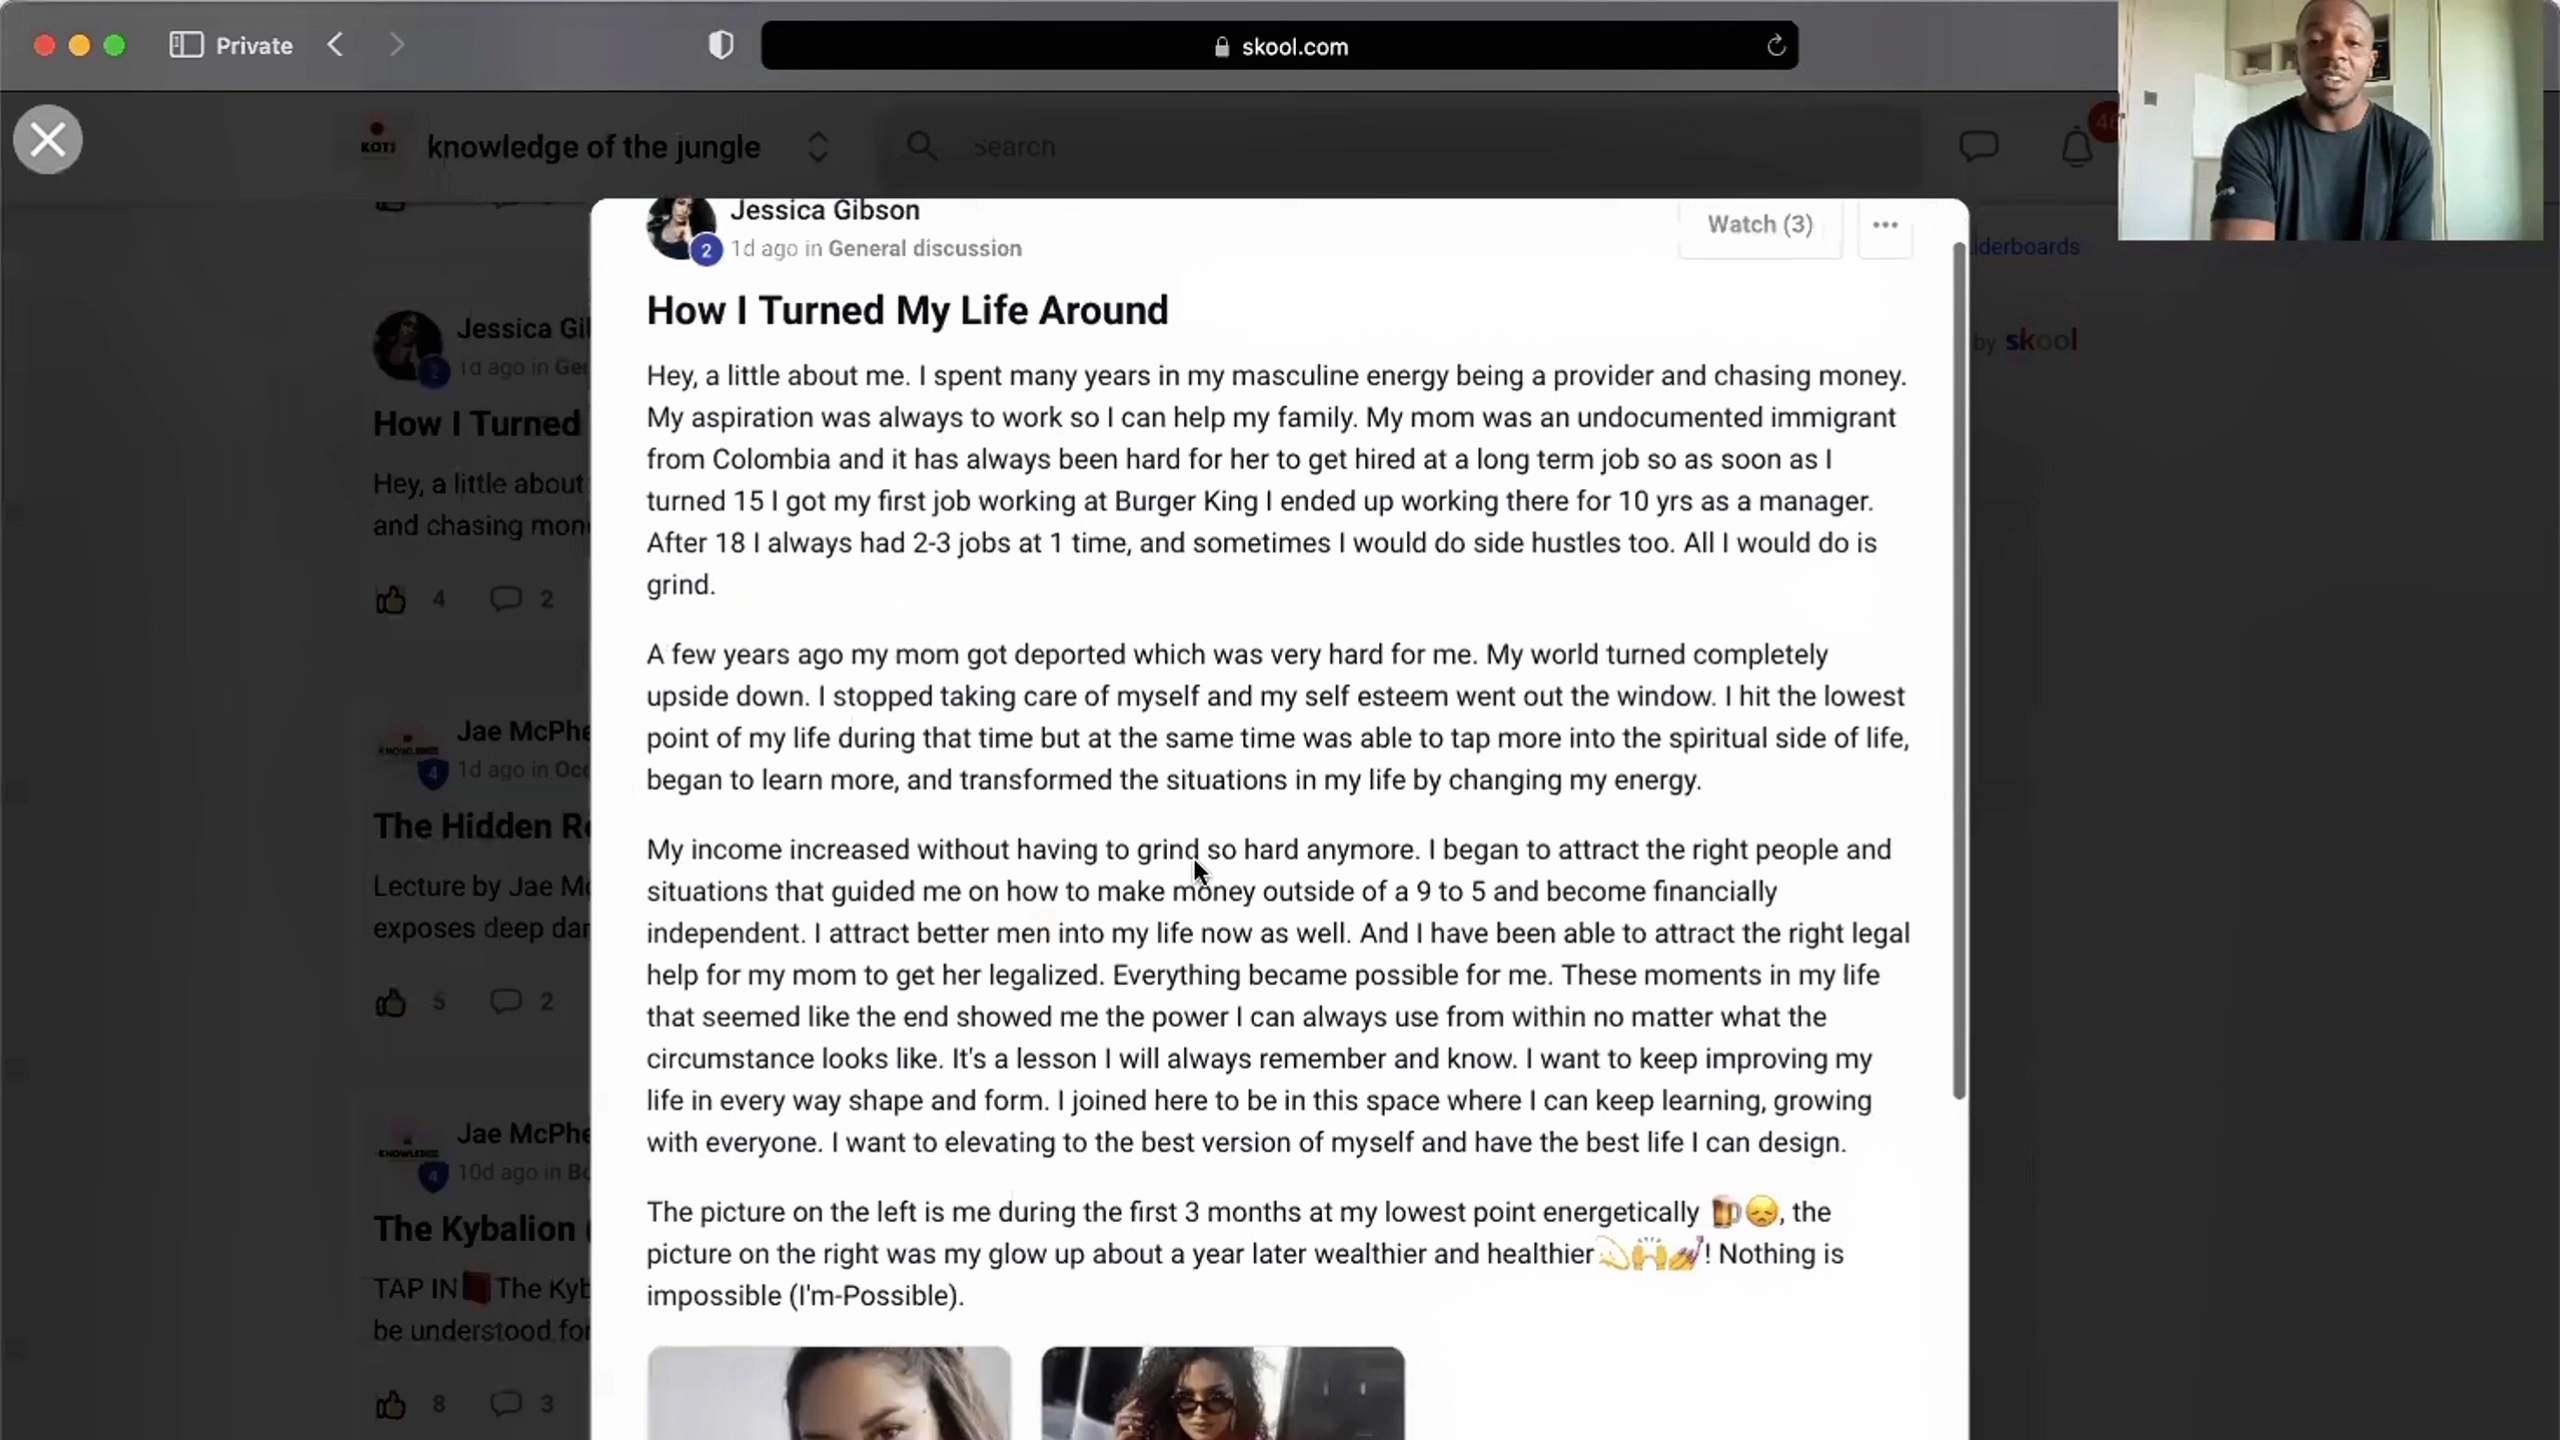 Private
skool.com
KOTJ
knowledge of the jungle
Search
46
Jessica Gibson
Watch (3)
2
1d ago in General discussion
How I Turned My Life Around
Hey, a little about me. I spent many years in my masculine energy being a provider and chasing money.
My aspiration was always to work so I can help my family. My mom was an undocumented immigrant
from Colombia and it has always been hard for her to get hired at a long term job so as soon as I
turned 15 I got my first job working at Burger King I ended up working there for 10 yrs as a manager.
After 18 I always had 2-3 jobs at 1 time, and sometimes I would do side hustles too. All I would do is
grind.
A few years ago my mom got deported which was very hard for me. My world turned completely
upside down. I stopped taking care of myself and my self esteem went out the window. I hit the lowest
point of my life during that time but at the same time was able to tap more into the spiritual side of life,
began to learn more, and transformed the situations in my life by changing my energy.
My income increased without having to grind so hard anymore. I began to attract the right people and
situations that guided me on how to make money outside of a 9 to 5 and become financially
independent. I attract better men into my life now as well. And I have been able to attract the right legal
help for my mom to get her legalized. Everything became possible for me. These moments in my life
that seemed like the end showed me the power I can always use from within no matter what the
circumstance looks like. It's a lesson I will always remember and know. I want to keep improving my
life in every way shape and form. I joined here to be in this space where I can keep learning, growing
with everyone. I want to elevating to the best version of myself and have the best life I can design.
The picture on the left is me during the first 3 months at my lowest point energetically 🍺😞, the
picture on the right was my glow up about a year later wealthier and healthier💫🙌💅! Nothing is
impossible (I'm-Possible).
Jessica Gi
2
1d ago in Ge
How I Turned
Hey, a little about
and chasing mon
4 2
Jae McPhe
4
1d ago in Occ
The Hidden R
Lecture by Jae Mc
exposes deep dar
5 2
Jae McPhe
KNOWLEDGE
4
10d ago in Bo
The Kybalion
TAP IN📕The Kyb
be understood for
8 3
derboards
by skool